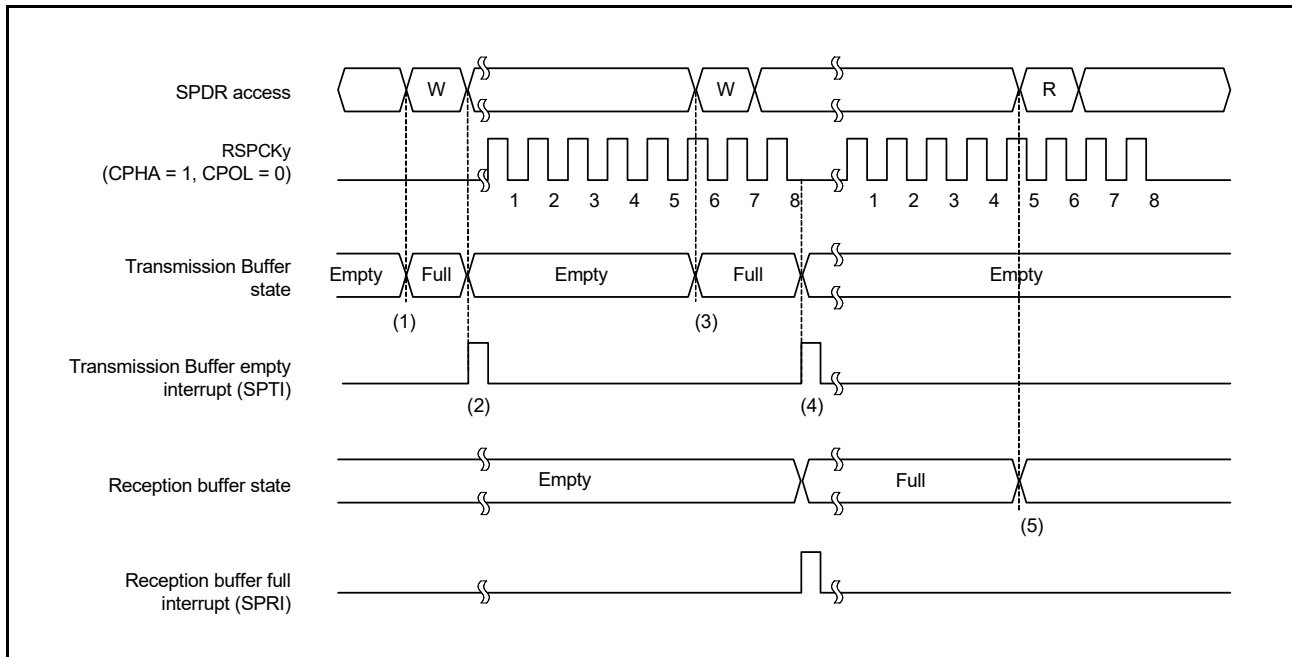 SPDR access
W
W
R
RSPCKy
(CPHA = 1, CPOL = 0)
1 2 3 4 5 6 7 8
1 2 3 4 5 6 7 8
Transmission Buffer
state
Empty
Full
Empty
Full
Empty
(1)
(3)
Transmission Buffer empty
interrupt (SPTI)
(2)
(4)
Reception buffer state
Empty
Full
(5)
Reception buffer full
interrupt (SPRI)